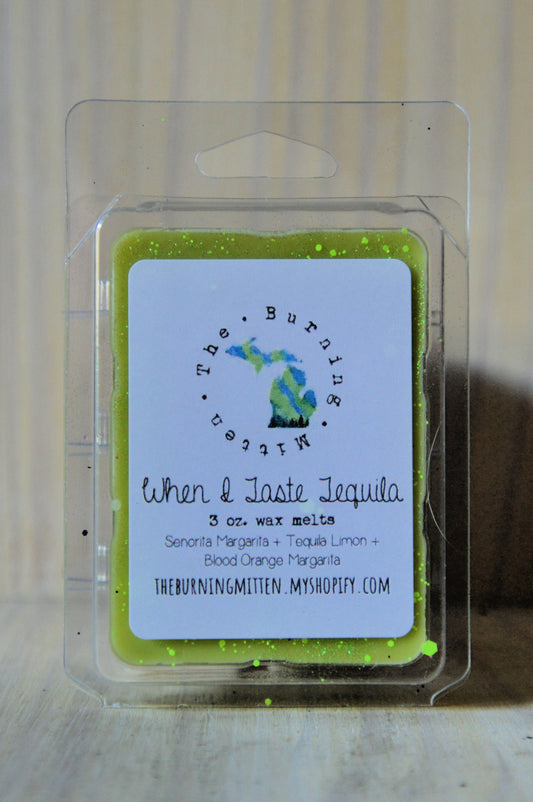 The • Burning • Mitten •
When I Taste Tequila
3 oz. wax melts
Senorita Margarita + Tequila Limon +
Blood Orange Margarita
THEBURNINGMITTEN.MYSHOPIFY.COM